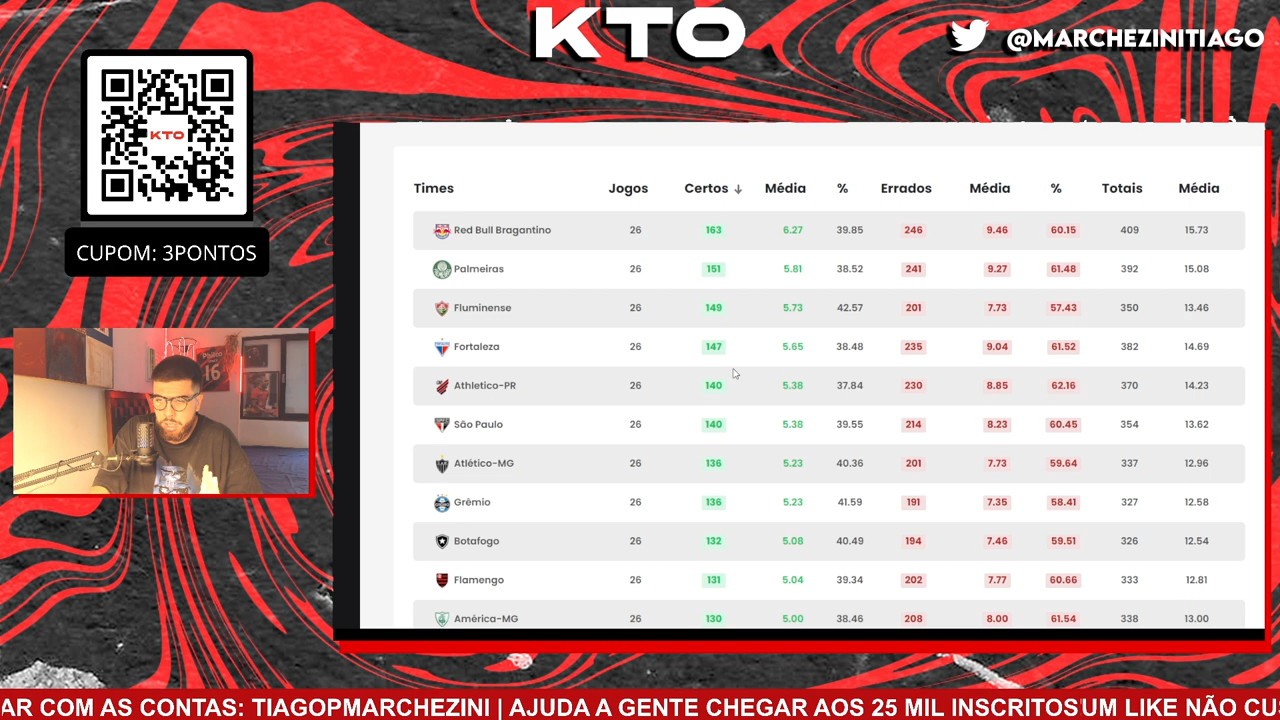 KTO
@MARCHEZINITIAGO
KTO
CUPOM: 3PONTOS
16
Times Jogos Certos ↓ Média % Errados Média % Totais Média
Red Bull Bragantino 26 163 6.27 39.85 246 9.46 60.15 409 15.73
Palmeiras 26 151 5.81 38.52 241 9.27 61.48 392 15.08
Fluminense 26 149 5.73 42.57 201 7.73 57.43 350 13.46
Fortaleza 26 147 5.65 38.48 235 9.04 61.52 382 14.69
Athletico-PR 26 140 5.38 37.84 230 8.85 62.16 370 14.23
São Paulo 26 140 5.38 39.55 214 8.23 60.45 354 13.62
Atlético-MG 26 136 5.23 40.36 201 7.73 59.64 337 12.96
Grêmio 26 136 5.23 41.59 191 7.35 58.41 327 12.58
Botafogo 26 132 5.08 40.49 194 7.46 59.51 326 12.54
Flamengo 26 131 5.04 39.34 202 7.77 60.66 333 12.81
América-MG 26 130 5.00 38.46 208 8.00 61.54 338 13.00
AR COM AS CONTAS: TIAGOPMARCHEZINI | AJUDA A GENTE CHEGAR AOS 25 MIL INSCRITOSUM LIKE NÃO CUS